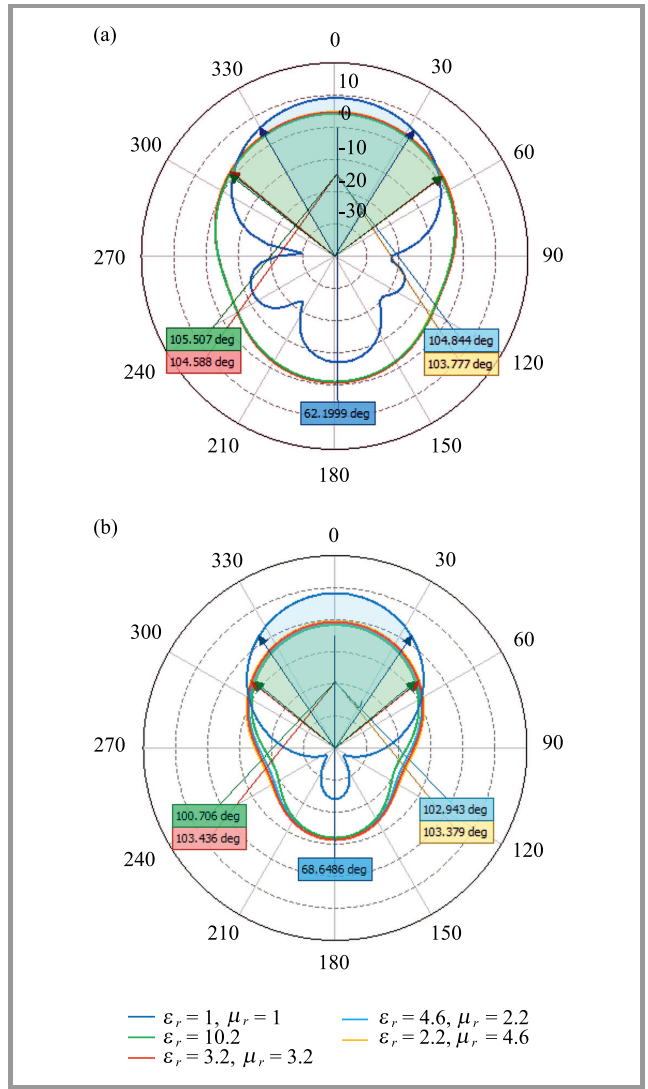 (a)
0
330
30
10
0
300
60
-10
-20
-30
270
90
105.507 deg
104.588 deg
104.844 deg
103.777 deg
240
120
62.1999 deg
210
150
180
(b)
0
330
30
300
60
270
90
100.706 deg
103.436 deg
102.943 deg
103.379 deg
240
120
68.6486 deg
210
150
180
εr = 1, μr = 1
εr = 4.6, μr = 2.2
εr = 10.2
εr = 2.2, μr = 4.6
εr = 3.2, μr = 3.2